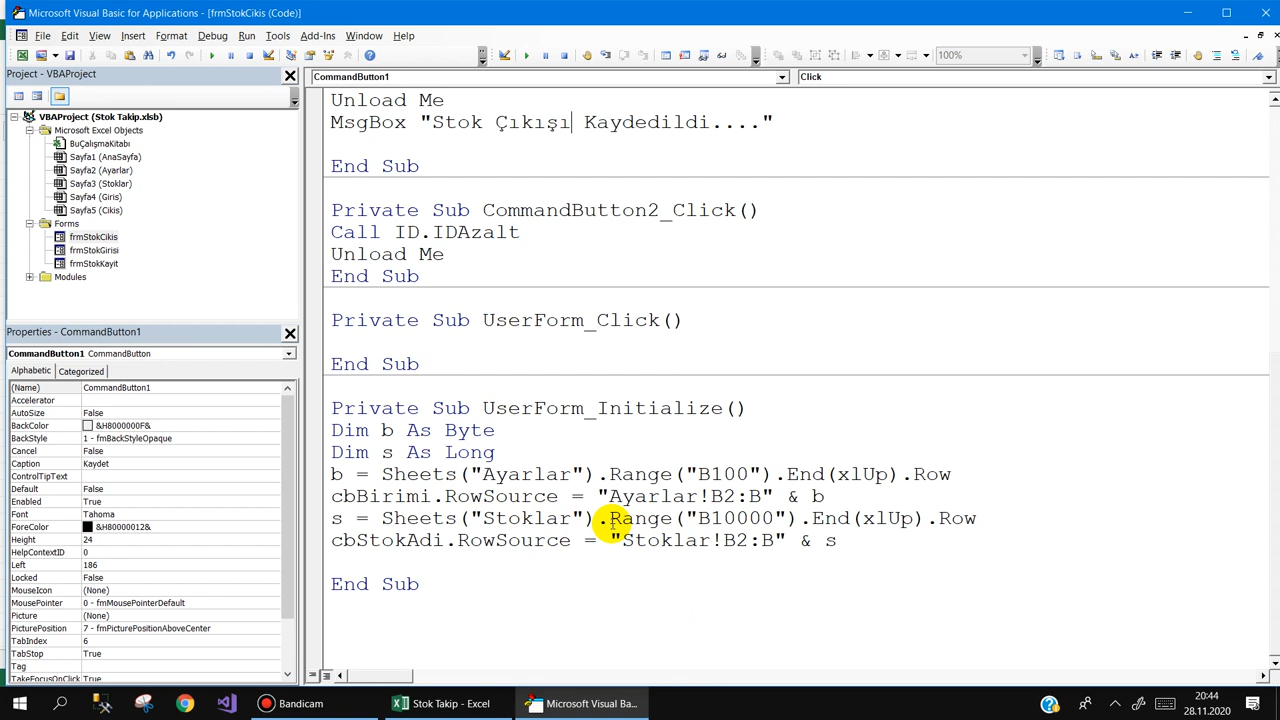 Microsoft Visual Basic for Applications - [frmStokCikis (Code)]
File Edit View Insert Format Debug Run Tools Add-Ins Window Help
100%
Project - VBAProject
VBAProject (Stok Takip.xlsb)
Microsoft Excel Objects
BuÇalışmaKitabı
Sayfa1 (AnaSayfa)
Sayfa2 (Ayarlar)
Sayfa3 (Stoklar)
Sayfa4 (Giris)
Sayfa5 (Cikis)
Forms
frmStokCikis
frmStokGirisi
frmStokKayit
Modules
Properties - CommandButton1
CommandButton1 CommandButton
Alphabetic Categorized
(Name) CommandButton1
Accelerator
AutoSize False
BackColor &H8000000F&
BackStyle 1 - fmBackStyleOpaque
Cancel False
Caption Kaydet
ControlTipText
Default False
Enabled True
Font Tahoma
ForeColor &H80000012&
Height 24
HelpContextID 0
Left 186
Locked False
MouseIcon (None)
MousePointer 0 - fmMousePointerDefault
Picture (None)
PicturePosition 7 - fmPicturePositionAboveCenter
TabIndex 6
TabStop True
Tag
TakeFocusOnClick True
CommandButton1 Click
Unload Me
MsgBox "Stok Çıkışı Kaydedildi...."
End Sub
Private Sub CommandButton2_Click()
Call ID.IDAzalt
Unload Me
End Sub
Private Sub UserForm_Click()
End Sub
Private Sub UserForm_Initialize()
Dim b As Byte
Dim s As Long
b = Sheets("Ayarlar").Range("B100").End(xlUp).Row
cbBirimi.RowSource = "Ayarlar!B2:B" & b
s = Sheets("Stoklar").Range("B10000").End(xlUp).Row
cbStokAdi.RowSource = "Stoklar!B2:B" & s
End Sub
Bandicam Stok Takip - Excel Microsoft Visual Ba...
20:44
28.11.2020